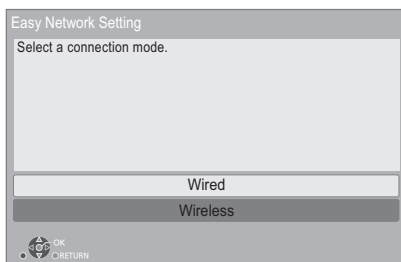 Easy Network Setting
Select a connection mode.
Wired
Wireless
OK
RETURN